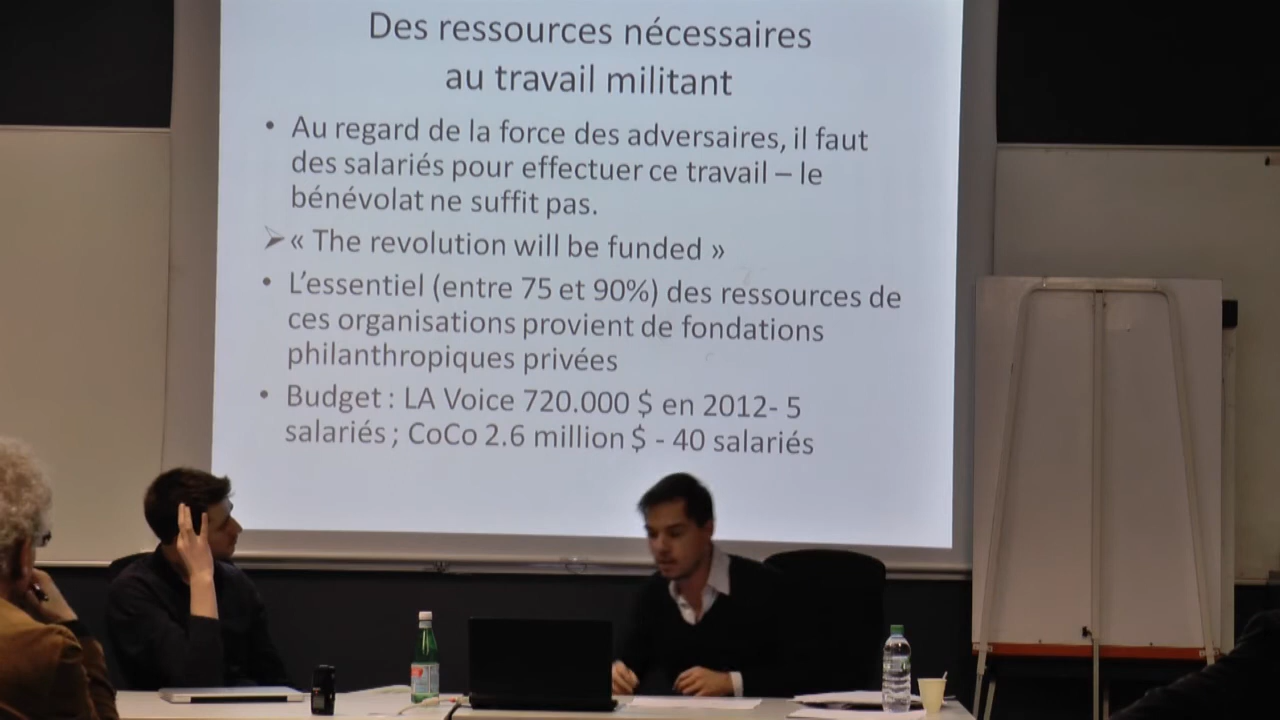 Des ressources nécessaires
au travail militant
• Au regard de la force des adversaires, il faut
des salariés pour effectuer ce travail – le
bénévolat ne suffit pas.
➢ « The revolution will be funded »
• L'essentiel (entre 75 et 90%) des ressources de
ces organisations provient de fondations
philanthropiques privées
• Budget : LA Voice 720.000 $ en 2012- 5
salariés ; CoCo 2.6 million $ - 40 salariés